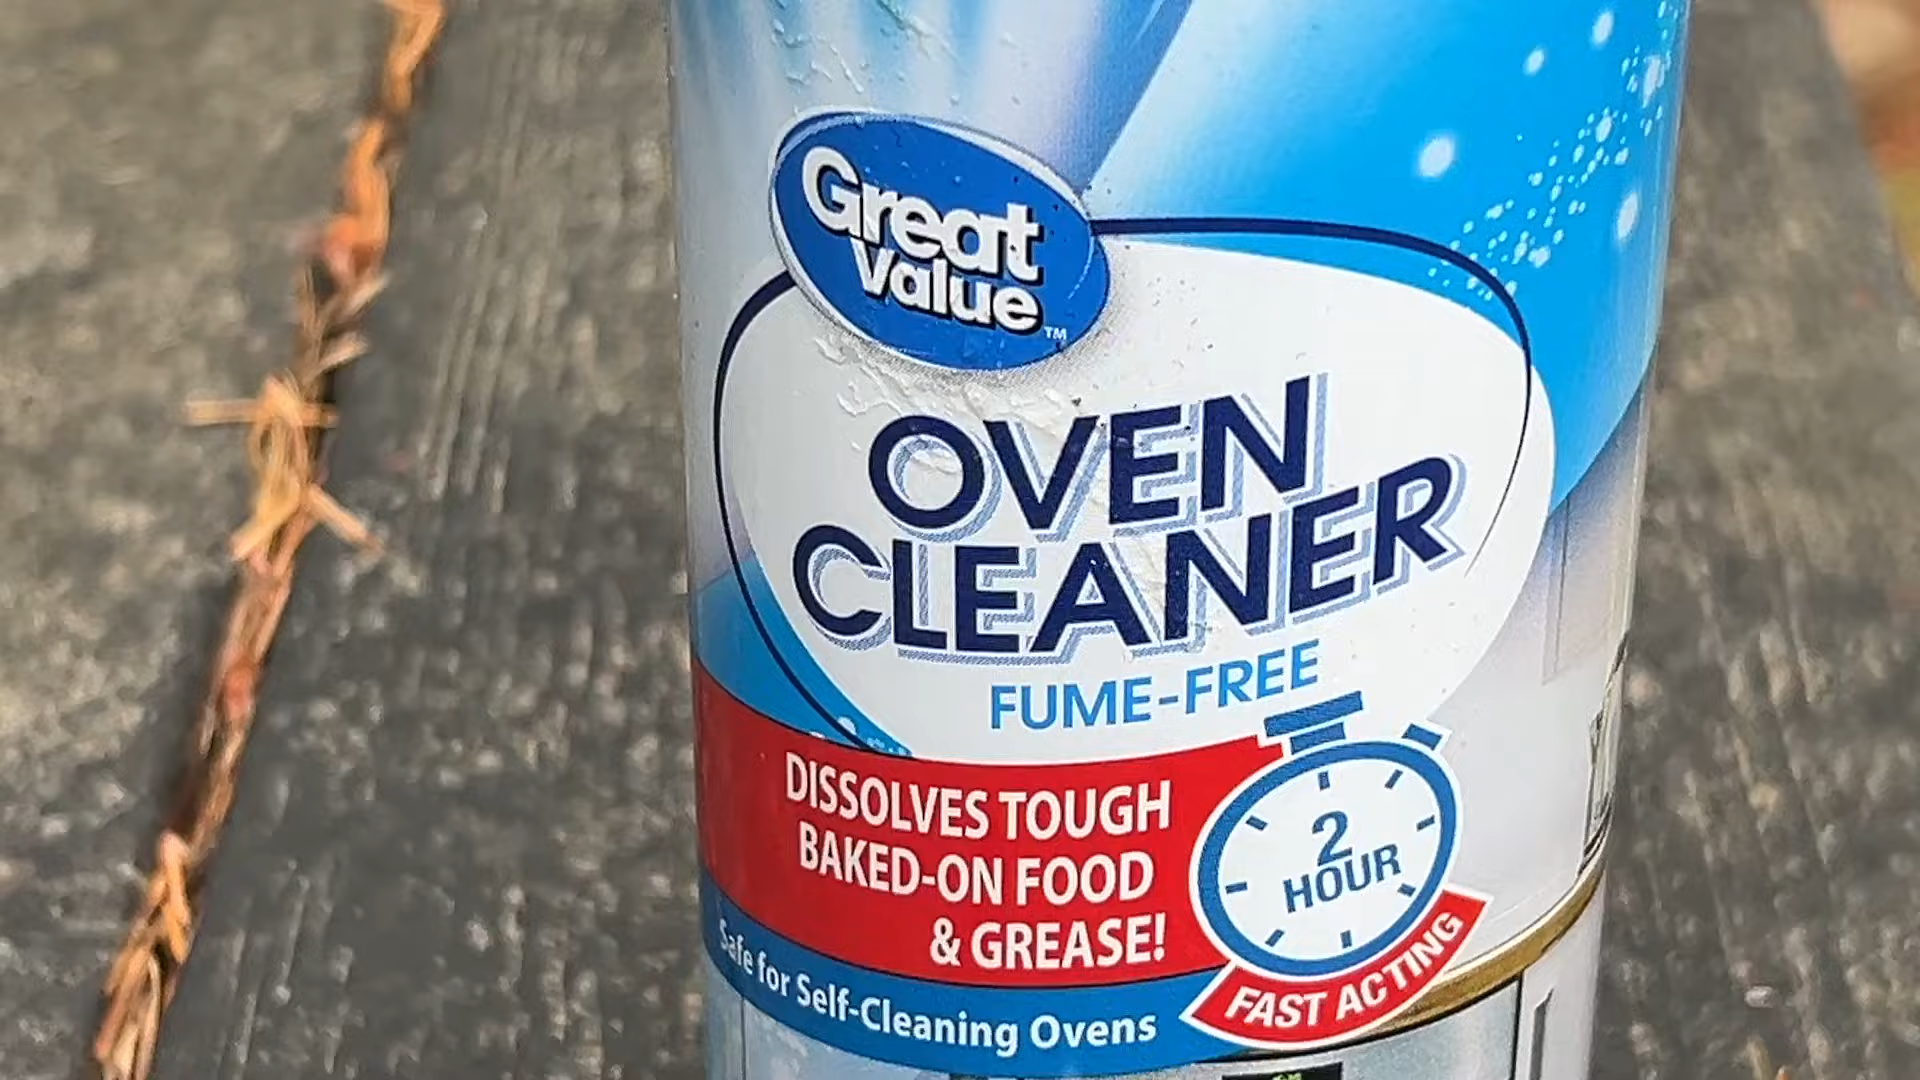 Great
Value™
OVEN
CLEANER
FUME-FREE
DISSOLVES TOUGH
BAKED-ON FOOD
& GREASE!
2
HOUR
FAST ACTING
Safe for Self-Cleaning Ovens